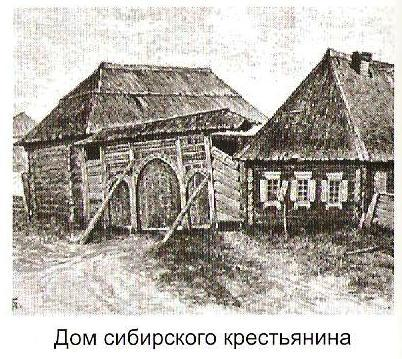 Дом сибирского крестьянина